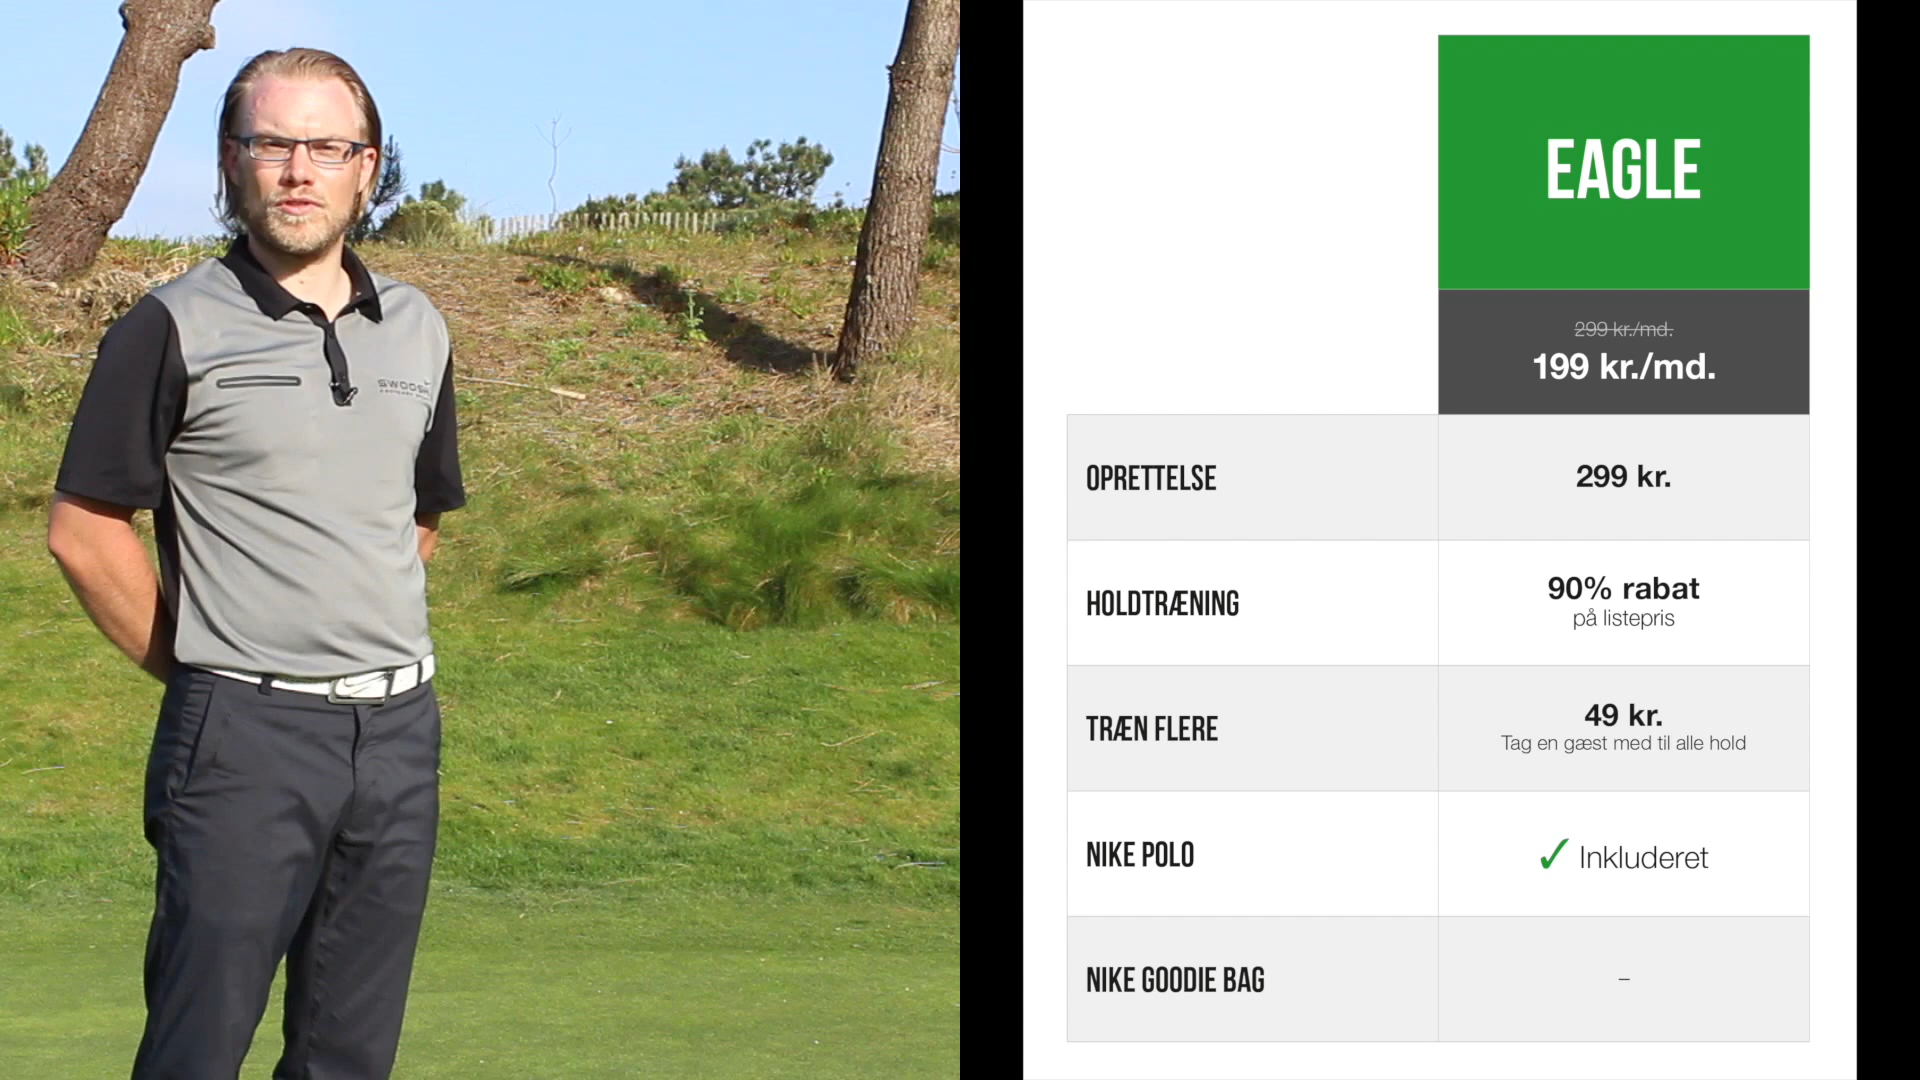 SWOOSH
EAGLE
299 kr./md.
199 kr./md.
OPRETTELSE
299 kr.
HOLDTRÆNING
90% rabat
på listepris
TRÆN FLERE
49 kr.
Tag en gæst med til alle hold
NIKE POLO
✓ Inkluderet
NIKE GOODIE BAG
–